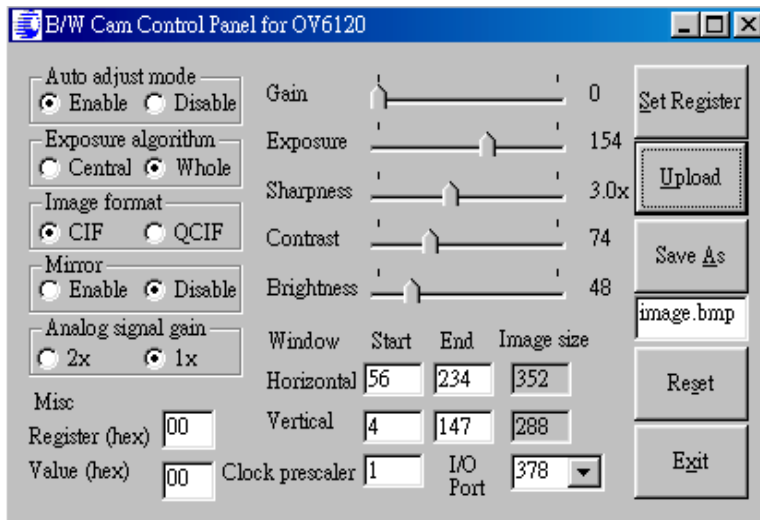 B/W Cam Control Panel for OV6120
Auto adjust mode
Enable Disable
Exposure algorithm
Central Whole
Image format
CIF QCIF
Mirror
Enable Disable
Analog signal gain
2x 1x
Misc
Register (hex) 00
Value (hex) 00
Gain 0
Exposure 154
Sharpness 3.0x
Contrast 74
Brightness 48
Window Start End Image size
Horizontal 56 234 352
Vertical 4 147 288
Clock prescaler 1 I/O Port 378
Set Register
Upload
Save As
image.bmp
Reset
Exit